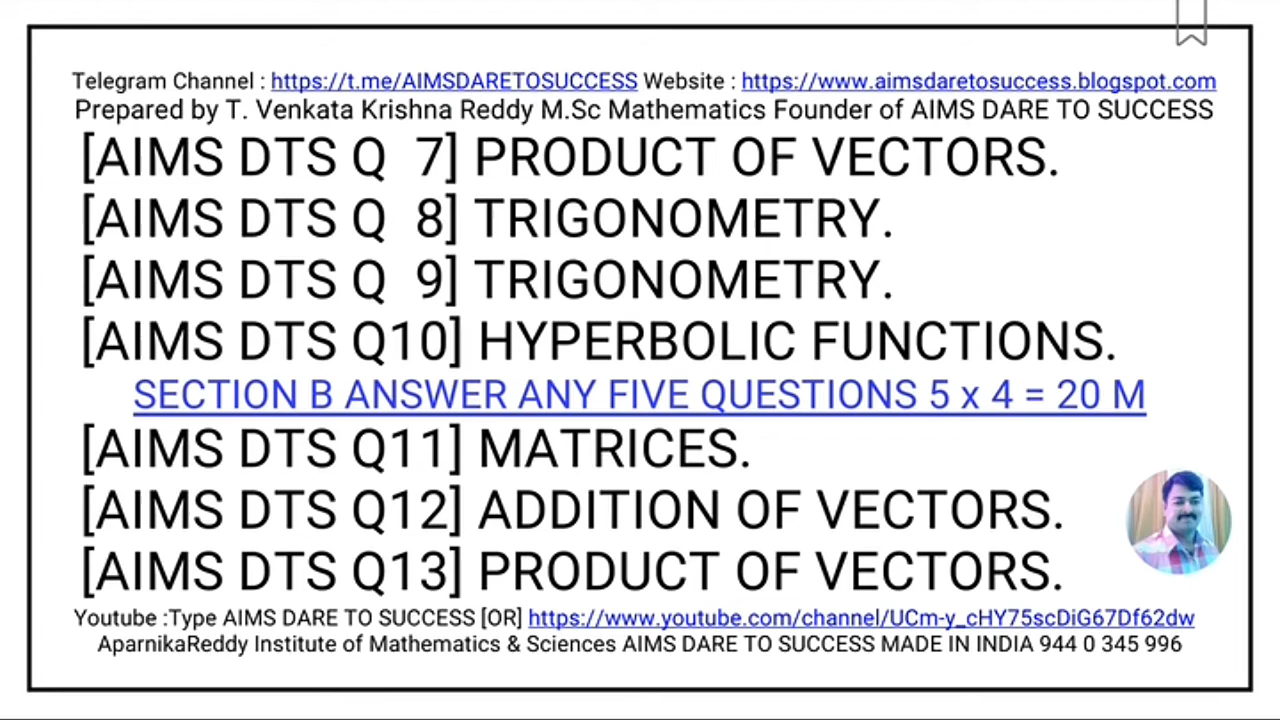 Telegram Channel : https://t.me/AIMSDARETOSUCCESS Website : https://www.aimsdaretosuccess.blogspot.com
Prepared by T. Venkata Krishna Reddy M.Sc Mathematics Founder of AIMS DARE TO SUCCESS
[AIMS DTS Q  7] PRODUCT OF VECTORS.
[AIMS DTS Q  8] TRIGONOMETRY.
[AIMS DTS Q  9] TRIGONOMETRY.
[AIMS DTS Q10] HYPERBOLIC FUNCTIONS.
SECTION B ANSWER ANY FIVE QUESTIONS 5 x 4 = 20 M
[AIMS DTS Q11] MATRICES.
[AIMS DTS Q12] ADDITION OF VECTORS.
[AIMS DTS Q13] PRODUCT OF VECTORS.
Youtube :Type AIMS DARE TO SUCCESS [OR] https://www.youtube.com/channel/UCm-y_cHY75scDiG67Df62dw
AparnikaReddy Institute of Mathematics & Sciences AIMS DARE TO SUCCESS MADE IN INDIA 944 0 345 996